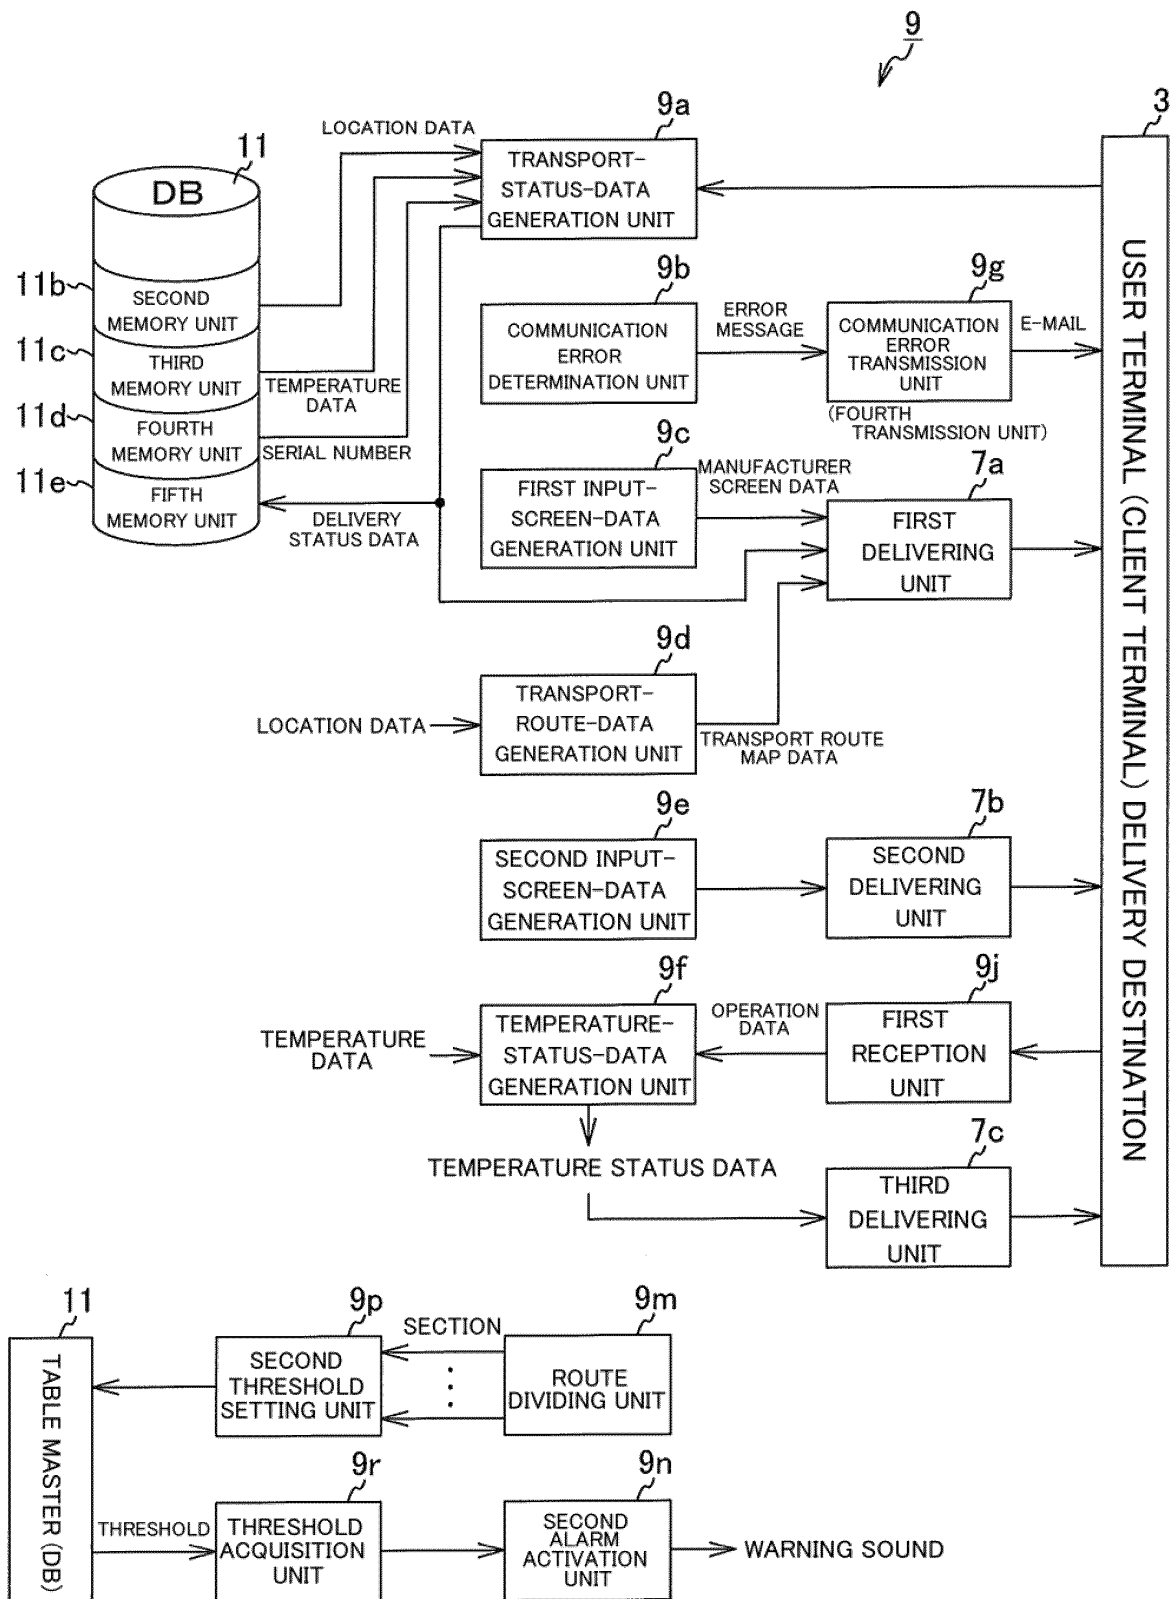 9
3
9a
LOCATION DATA
11
DB
TRANSPORT-
STATUS-DATA
GENERATION UNIT
11b
SECOND
MEMORY UNIT
11c
THIRD
MEMORY UNIT
TEMPERATURE
DATA
11d
FOURTH
MEMORY UNIT
SERIAL NUMBER
11e
FIFTH
MEMORY UNIT
DELIVERY
STATUS DATA
9b
COMMUNICATION
ERROR
DETERMINATION UNIT
ERROR
MESSAGE
9g
COMMUNICATION
ERROR
TRANSMISSION
UNIT
E-MAIL
(FOURTH
TRANSMISSION UNIT)
9c
FIRST INPUT-
SCREEN-DATA
GENERATION UNIT
MANUFACTURER
SCREEN DATA
7a
FIRST
DELIVERING
UNIT
9d
LOCATION DATA
TRANSPORT-
ROUTE-DATA
GENERATION UNIT
TRANSPORT ROUTE
MAP DATA
9e
SECOND INPUT-
SCREEN-DATA
GENERATION UNIT
7b
SECOND
DELIVERING
UNIT
9f
TEMPERATURE
DATA
TEMPERATURE-
STATUS-DATA
GENERATION UNIT
OPERATION
DATA
9j
FIRST
RECEPTION
UNIT
TEMPERATURE STATUS DATA
7c
THIRD
DELIVERING
UNIT
USER TERMINAL (CLIENT TERMINAL) DELIVERY DESTINATION
11
TABLE MASTER (DB)
9p
SECOND
THRESHOLD
SETTING UNIT
SECTION
9m
ROUTE
DIVIDING UNIT
THRESHOLD
9r
THRESHOLD
ACQUISITION
UNIT
9n
SECOND
ALARM
ACTIVATION
UNIT
WARNING SOUND